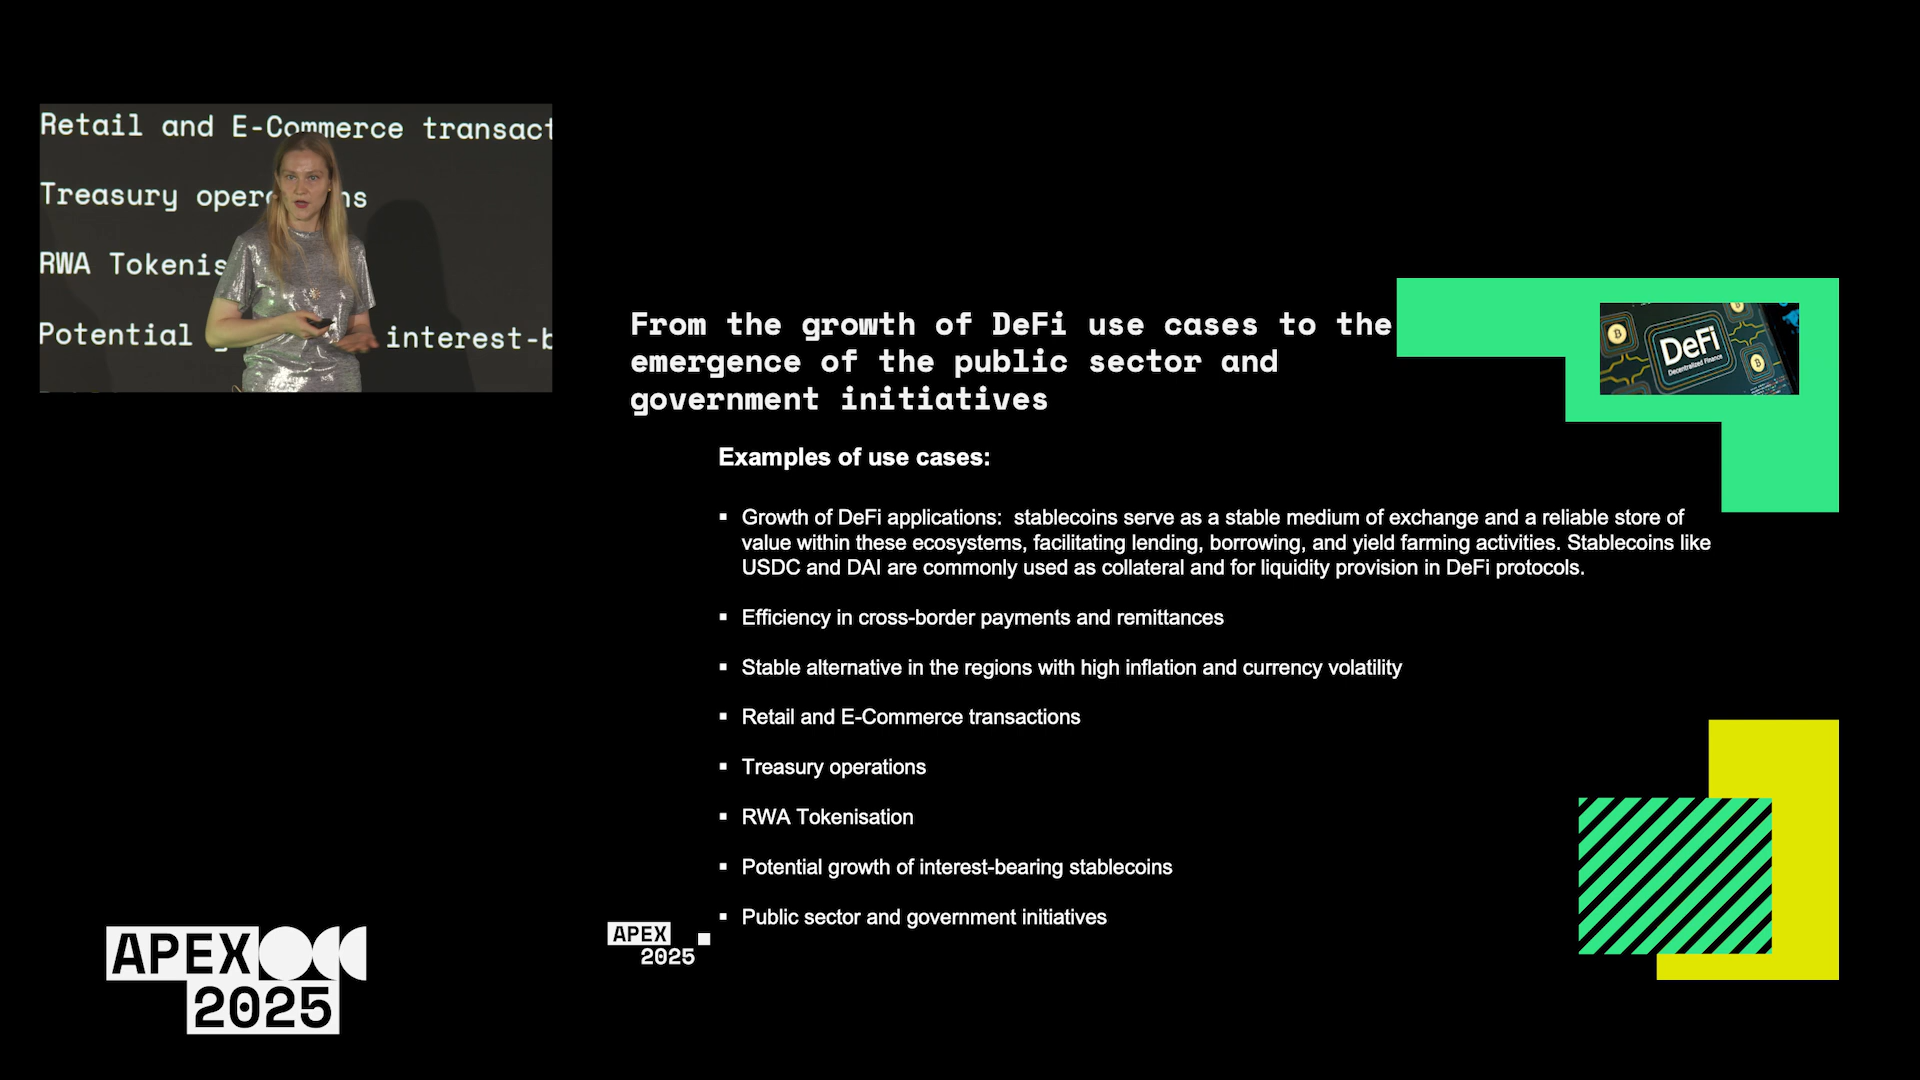 Retail and E-Commerce transact
Treasury operations
RWA Tokenis
Potential g interest-b
From the growth of DeFi use cases to the
emergence of the public sector and
government initiatives
DeFi
Decentralized Finance
Examples of use cases:
▪ Growth of DeFi applications:  stablecoins serve as a stable medium of exchange and a reliable store of
value within these ecosystems, facilitating lending, borrowing, and yield farming activities. Stablecoins like
USDC and DAI are commonly used as collateral and for liquidity provision in DeFi protocols.
▪ Efficiency in cross-border payments and remittances
▪ Stable alternative in the regions with high inflation and currency volatility
▪ Retail and E-Commerce transactions
▪ Treasury operations
▪ RWA Tokenisation
▪ Potential growth of interest-bearing stablecoins
▪ Public sector and government initiatives
APEX
2025
APEX
2025